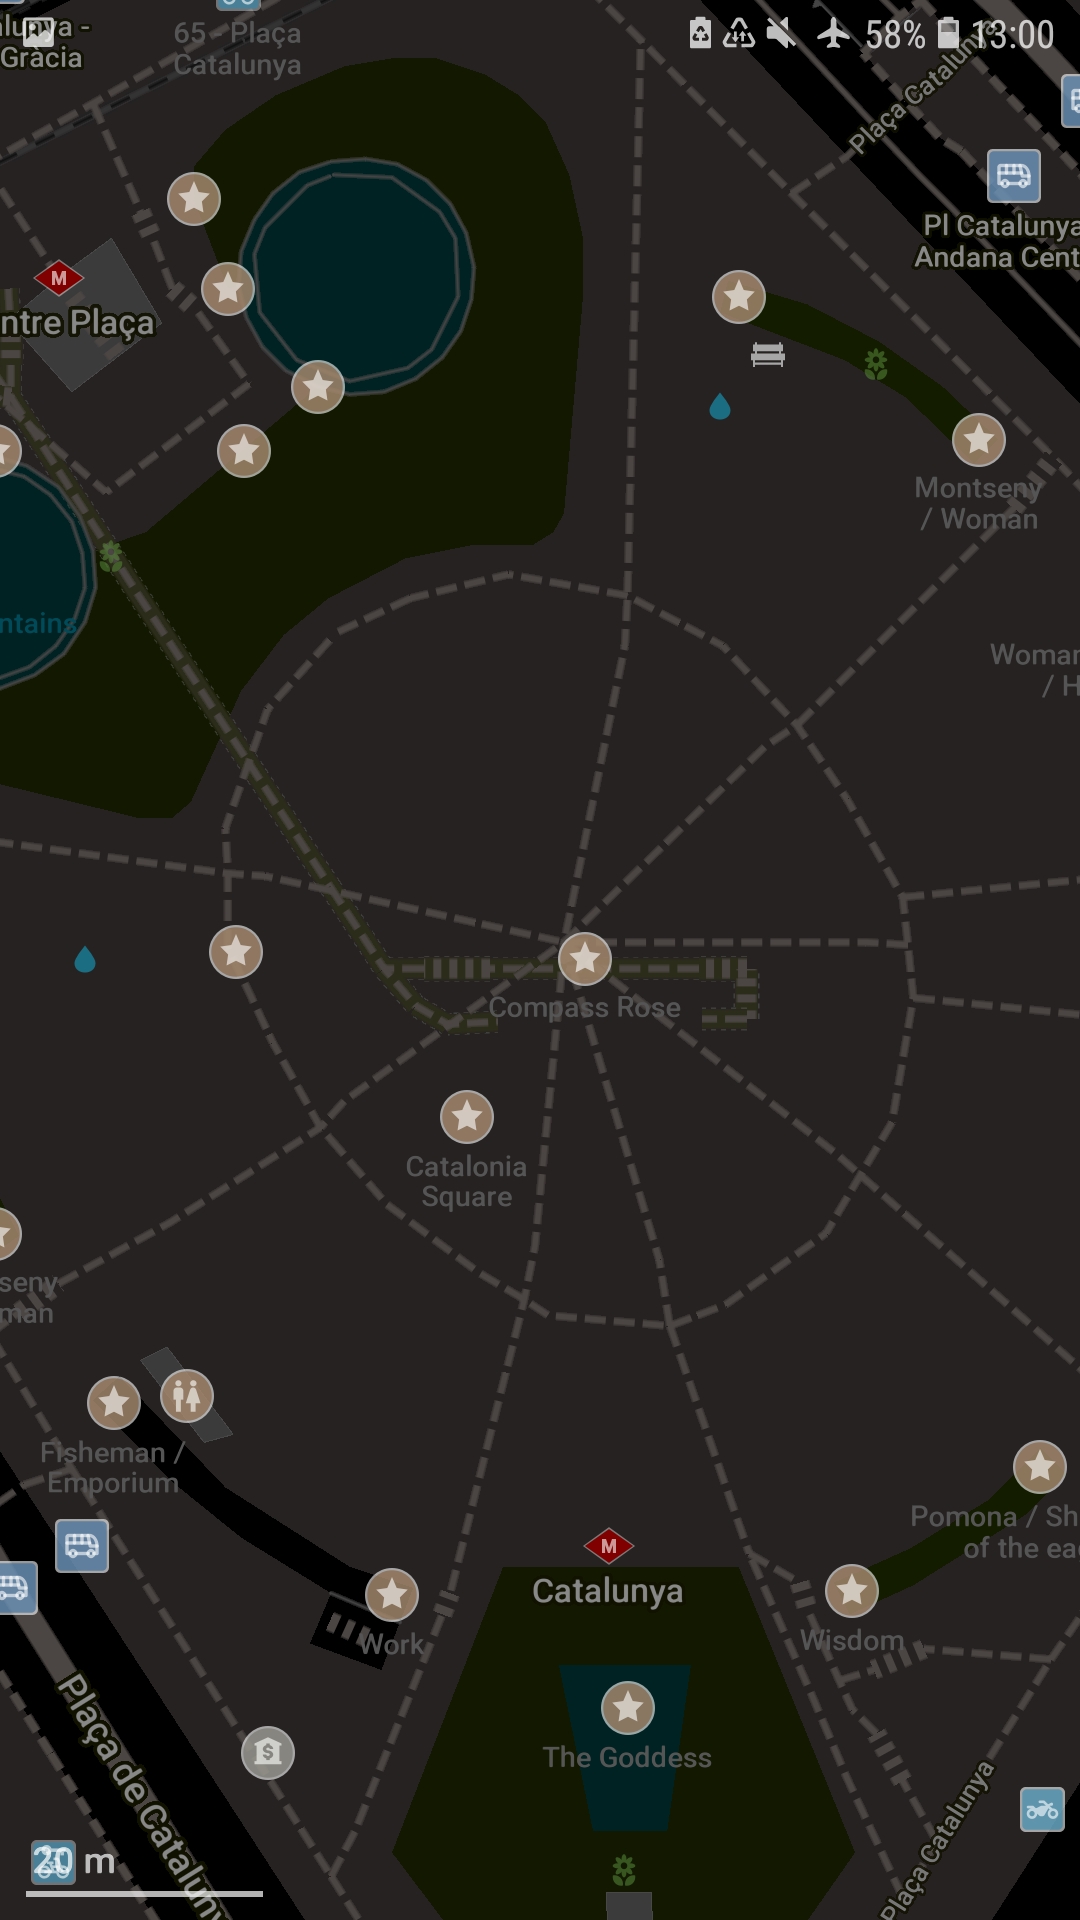 alunya -
Gràcia
65 - Plaça
Catalunya
58%
13:00
Plaça Catalunya
Pl Catalunya
Andana Cent
M
ntre Plaça
Montseny
/ Woman
ntains
Woman
/ H
Compass Rose
Catalonia
Square
seny
man
Fisheman /
Emporium
Pomona / Sh
of the ea
M
Catalunya
Work
Wisdom
The Goddess
Plaça de Catalunya
Plaça Catalunya
20 m